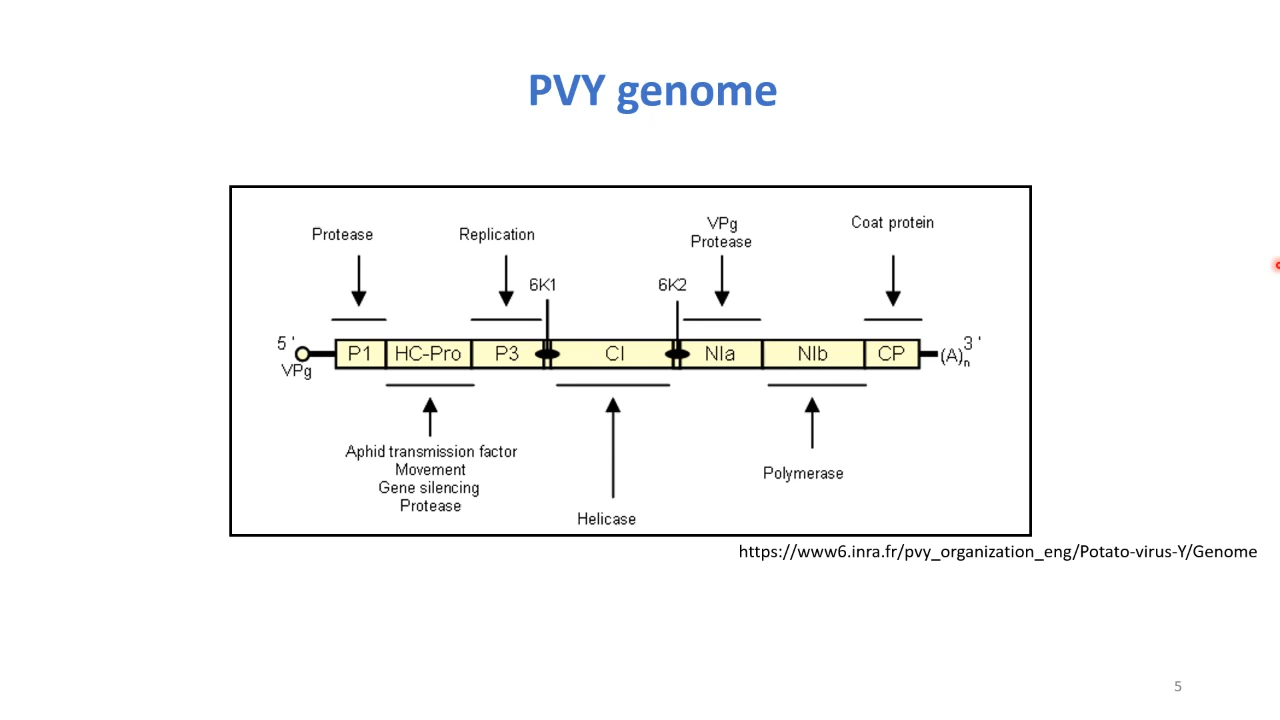 PVY genome
Protease
Replication
VPg
Protease
Coat protein
6K1
6K2
5 '
VPg
P1
HC-Pro
P3
CI
NIa
NIb
CP
(A)n
3 '
Aphid transmission factor
Movement
Gene silencing
Protease
Helicase
Polymerase
https://www6.inra.fr/pvy_organization_eng/Potato-virus-Y/Genome
5